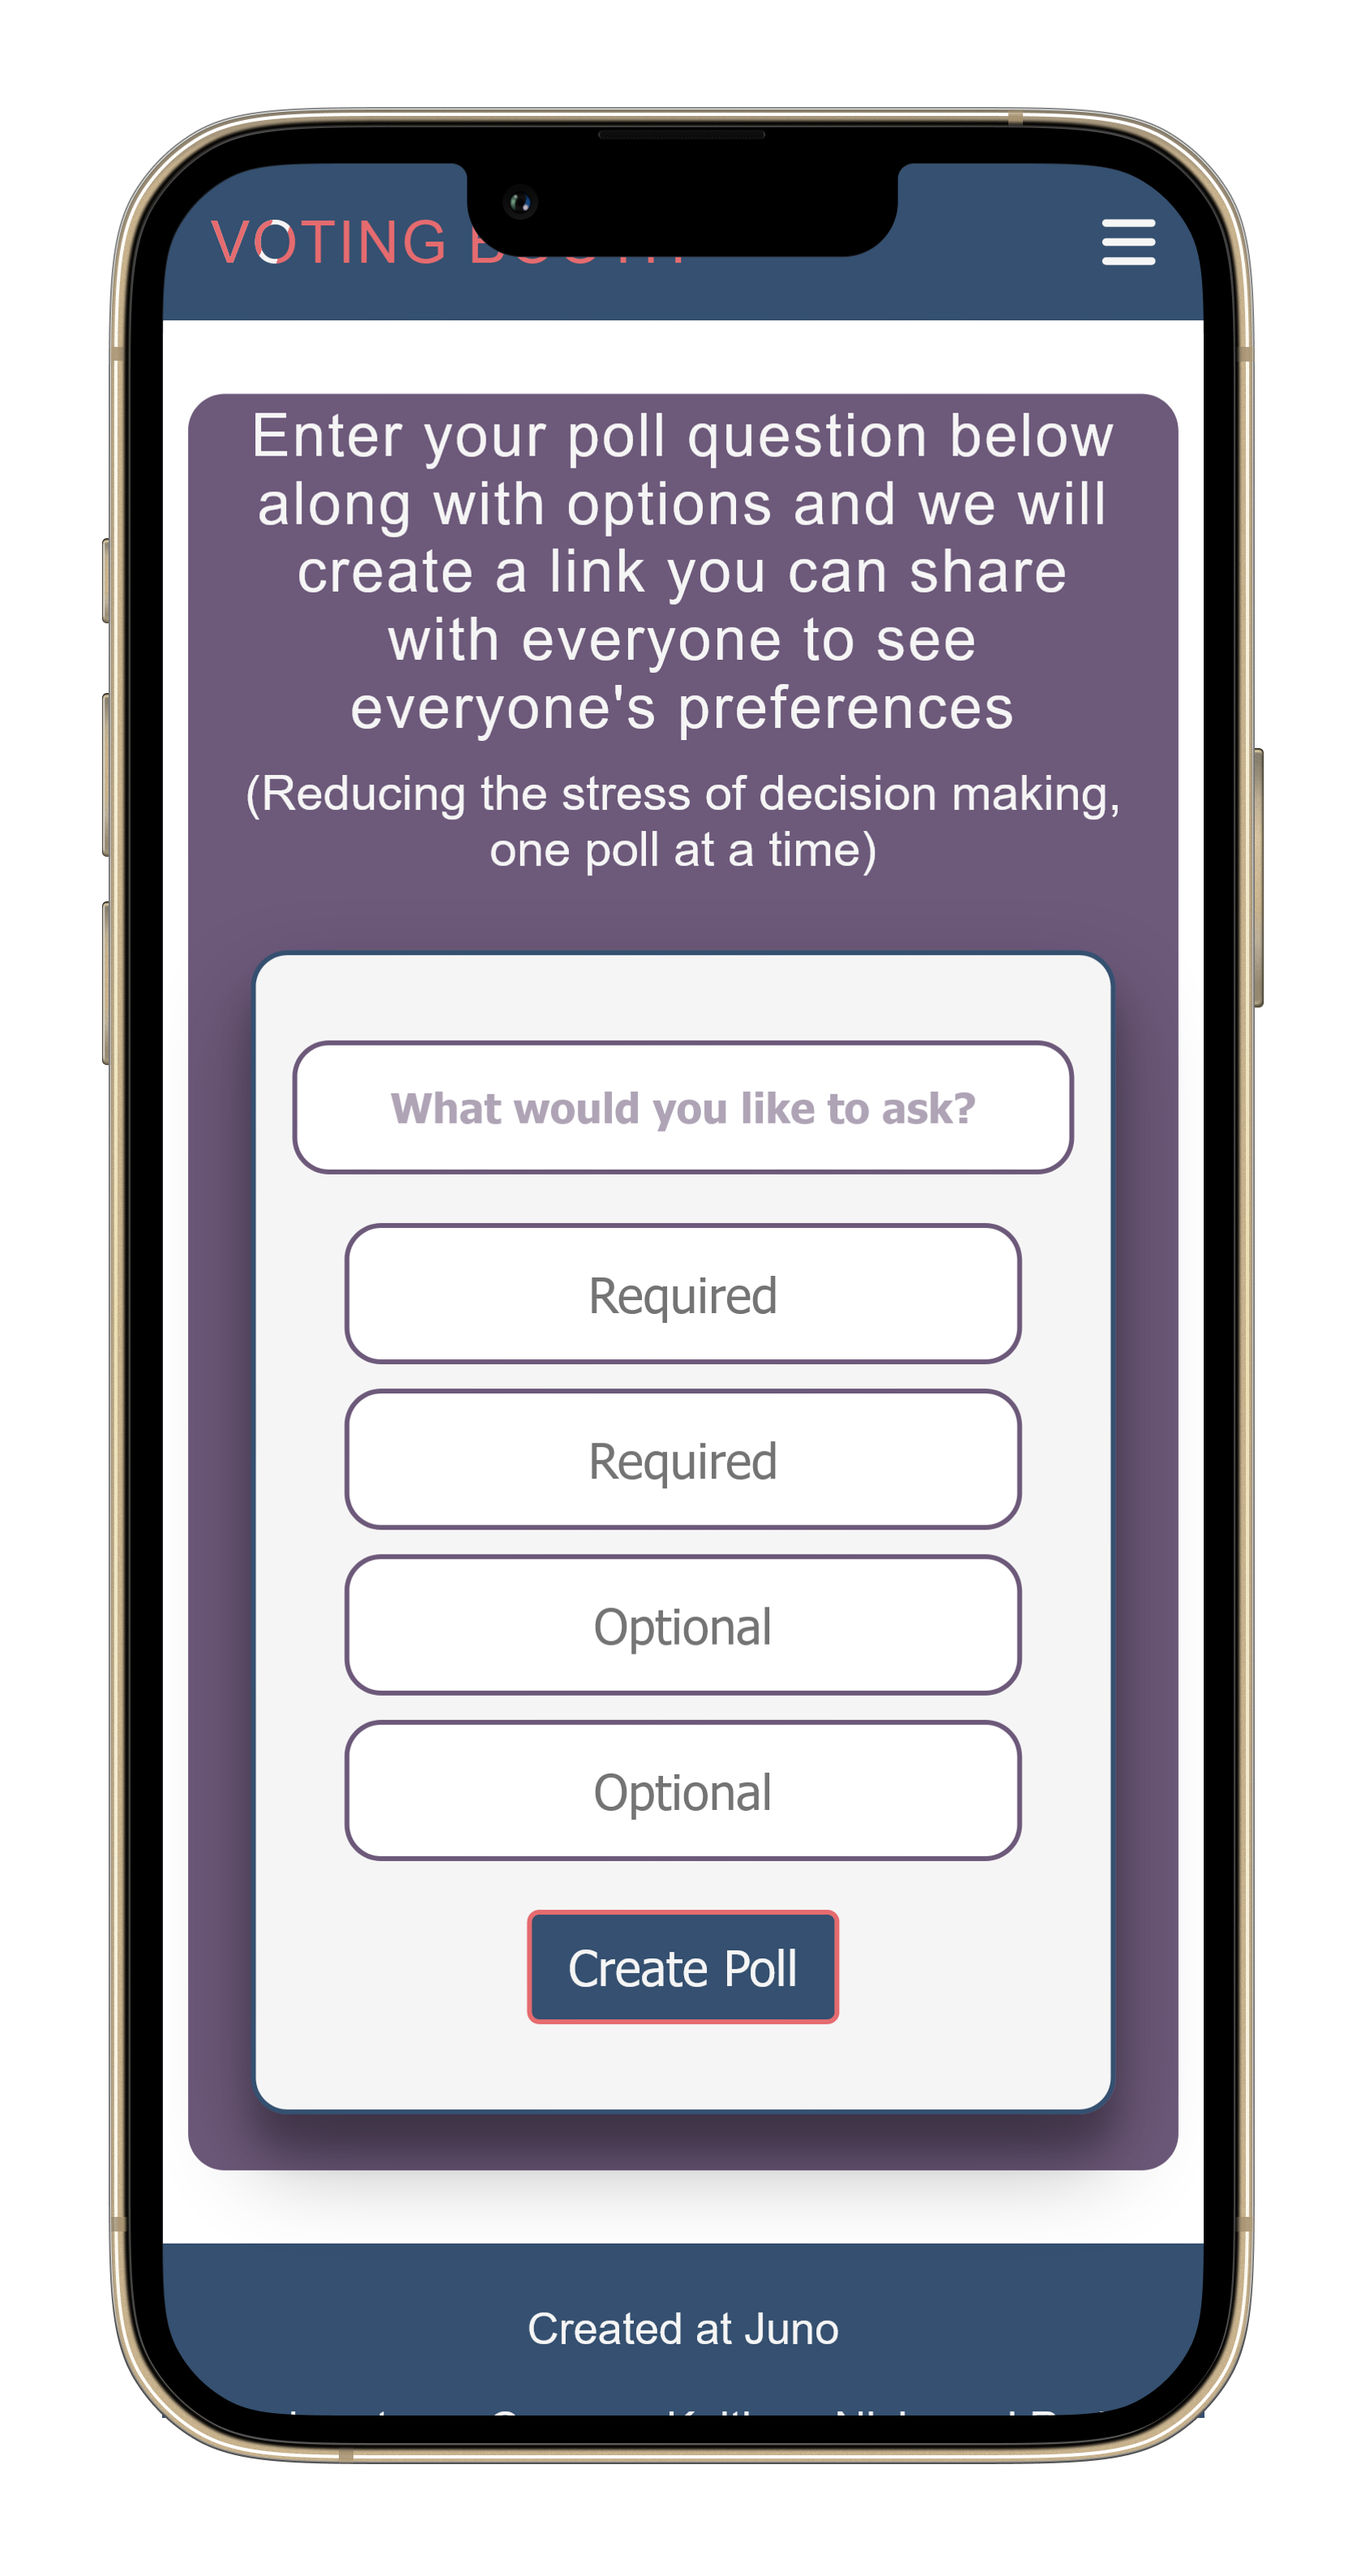 VOTING
Enter your poll question below
along with options and we will
create a link you can share
with everyone to see
everyone's preferences
(Reducing the stress of decision making,
one poll at a time)
What would you like to ask?
Required
Required
Optional
Optional
Create Poll
Created at Juno